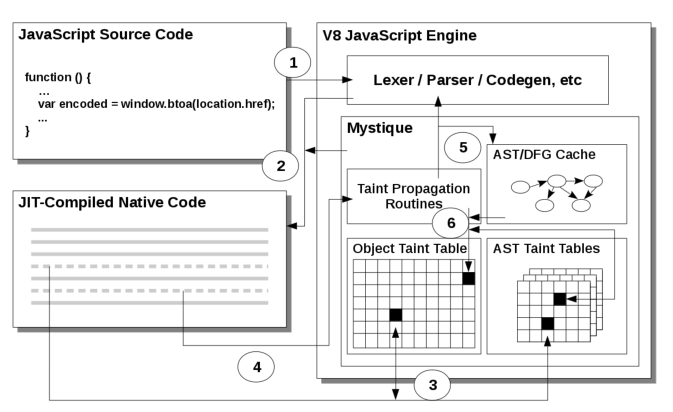 JavaScript Source Code
function () {
...
var encoded = window.btoa(location.href);
...
}
V8 JavaScript Engine
1
Lexer / Parser / Codegen, etc
Mystique
2
5
AST/DFG Cache
JIT-Compiled Native Code
Taint Propagation
Routines
6
Object Taint Table
AST Taint Tables
4
3